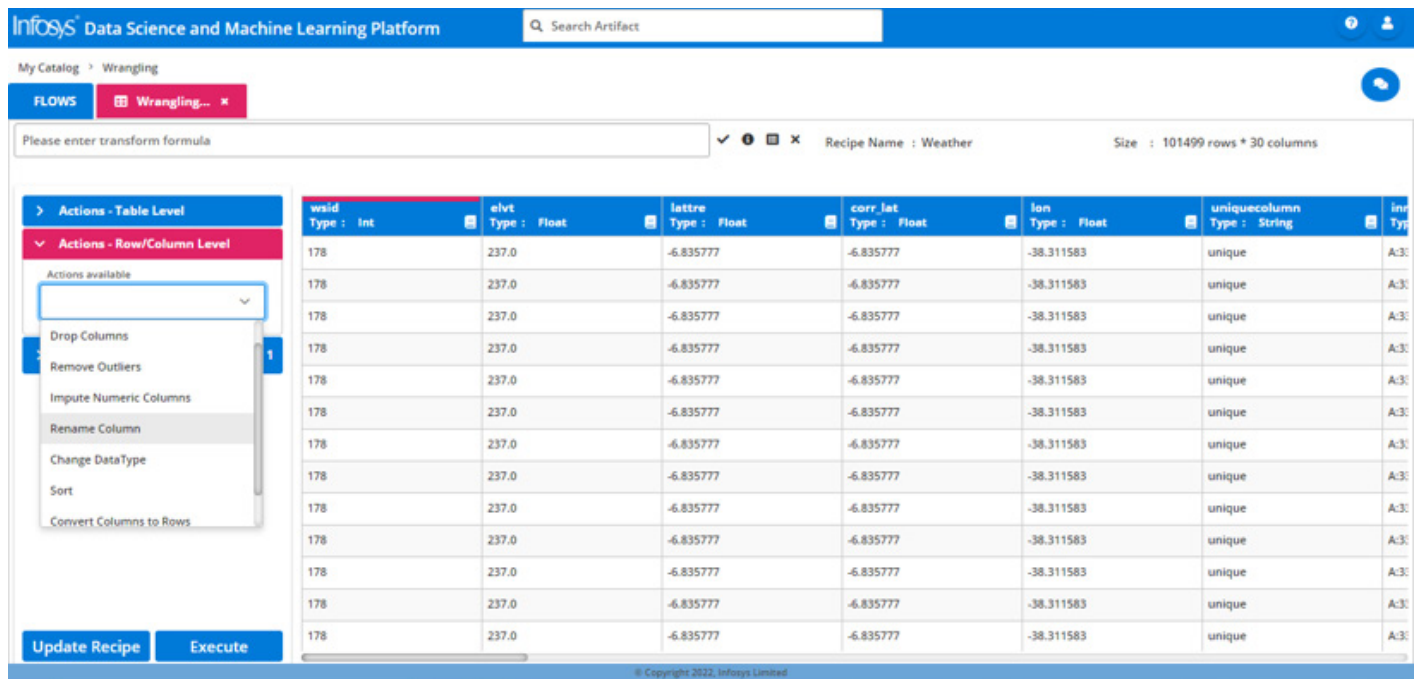 Infosys® Data Science and Machine Learning Platform
Search Artifact
My Catalog > Wrangling
FLOWS
Wrangling... ×
Please enter transform formula
Recipe Name : Weather
Size : 101499 rows * 30 columns
Actions - Table Level
Actions - Row/Column Level
Actions available
Drop Columns
Remove Outliers
1
Impute Numeric Columns
Rename Column
Change DataType
Sort
Convert Columns to Rows
Update Recipe
Execute
wsid elvt lattre corr_lat lon uniquecolumn
Type : Int Type : Float Type : Float Type : Float Type : Float Type : String
178 237.0 -6.835777 -6.835777 -38.311583 unique
178 237.0 -6.835777 -6.835777 -38.311583 unique
178 237.0 -6.835777 -6.835777 -38.311583 unique
178 237.0 -6.835777 -6.835777 -38.311583 unique
178 237.0 -6.835777 -6.835777 -38.311583 unique
178 237.0 -6.835777 -6.835777 -38.311583 unique
178 237.0 -6.835777 -6.835777 -38.311583 unique
178 237.0 -6.835777 -6.835777 -38.311583 unique
178 237.0 -6.835777 -6.835777 -38.311583 unique
178 237.0 -6.835777 -6.835777 -38.311583 unique
178 237.0 -6.835777 -6.835777 -38.311583 unique
178 237.0 -6.835777 -6.835777 -38.311583 unique
178 237.0 -6.835777 -6.835777 -38.311583 unique
© Copyright 2022, Infosys Limited